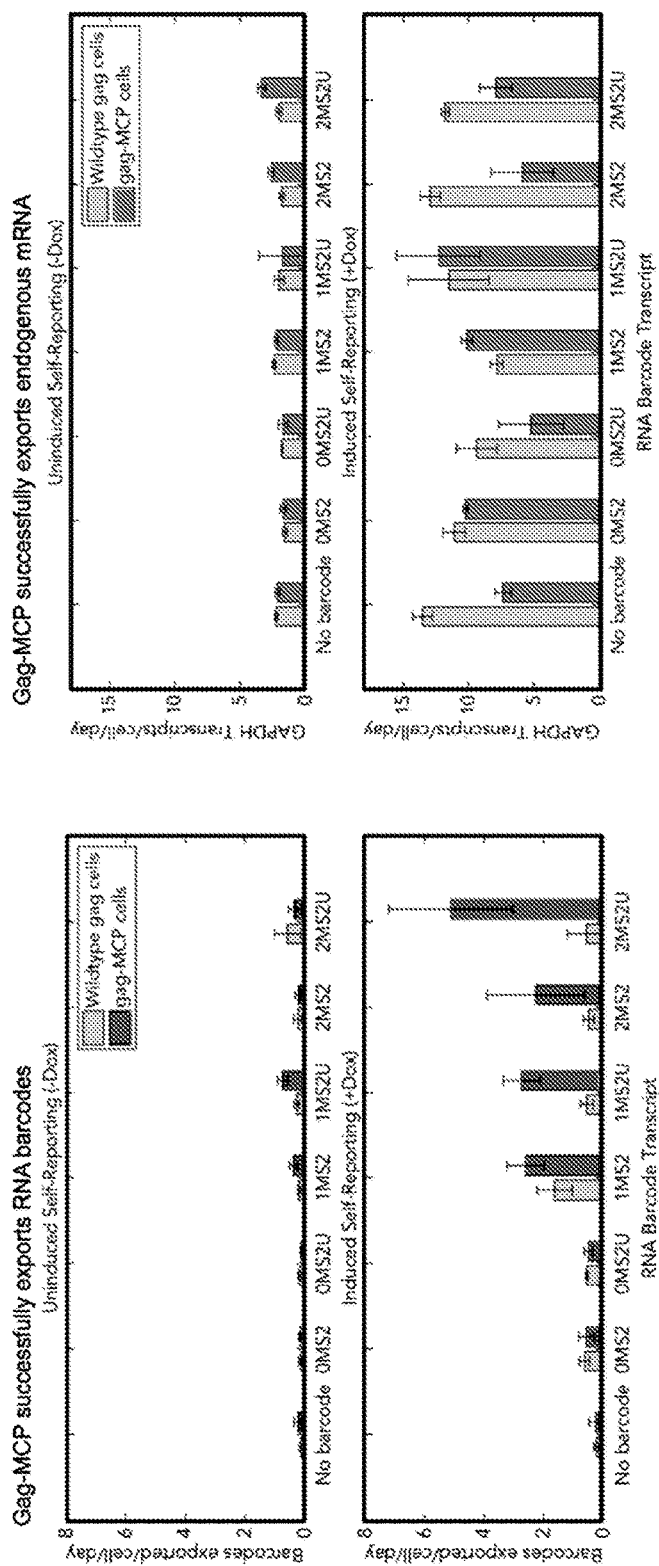 Gag-MCP successfully exports RNA barcodes
Uninduced Self-Reporting (-Dox)
Barcodes exported/cell/day
8
6
4
2
0
Wildtype gag cells
gag-MCP cells
No barcode 0MS2 0MS2U 1MS2 1MS2U 2MS2 2MS2U
Induced Self-Reporting (+Dox)
Barcodes exported/cell/day
8
6
4
2
0
No barcode 0MS2 0MS2U 1MS2 1MS2U 2MS2 2MS2U
RNA Barcode Transcript
Gag-MCP successfully exports endogenous mRNA
Uninduced Self-Reporting (-Dox)
GAPDH Transcripts/cell/day
15
10
5
0
Wildtype gag cells
gag-MCP cells
No barcode 0MS2 0MS2U 1MS2 1MS2U 2MS2 2MS2U
Induced Self-Reporting (+Dox)
GAPDH Transcripts/cell/day
15
10
5
0
No barcode 0MS2 0MS2U 1MS2 1MS2U 2MS2 2MS2U
RNA Barcode Transcript